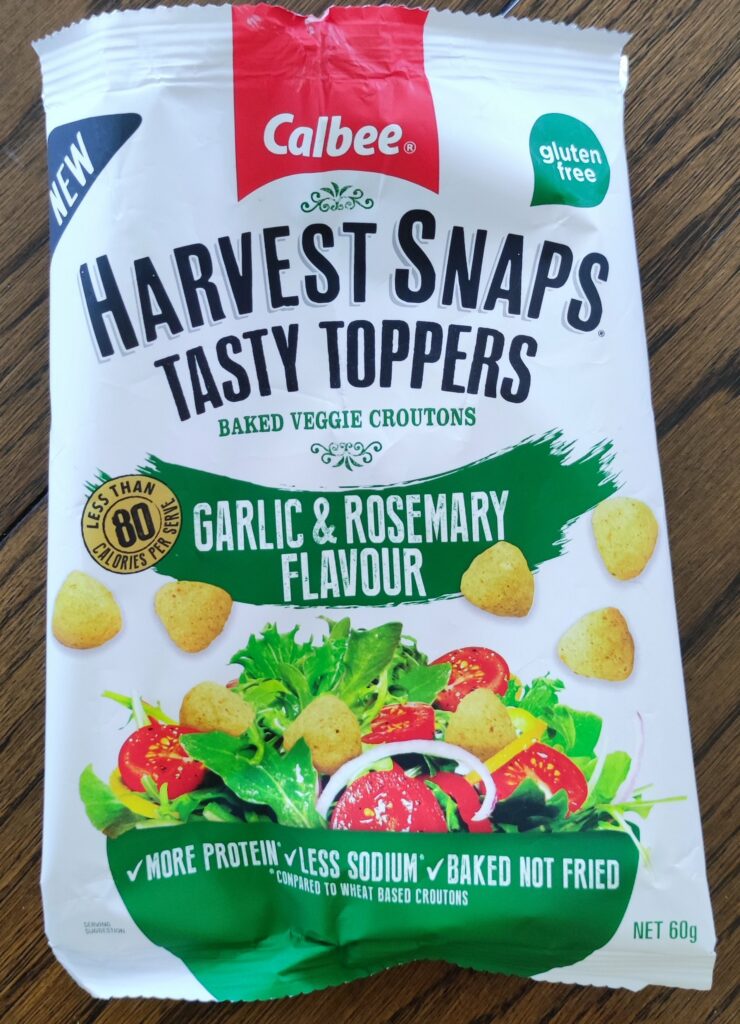 Calbee®
NEW
gluten
free
HARVEST SNAPS®
TASTY TOPPERS
BAKED VEGGIE CROUTONS
LESS THAN
80
CALORIES PER SERVE
GARLIC & ROSEMARY
FLAVOUR
✓MORE PROTEIN* ✓LESS SODIUM* ✓BAKED NOT FRIED
*COMPARED TO WHEAT BASED CROUTONS
SERVING
SUGGESTION
NET 60g